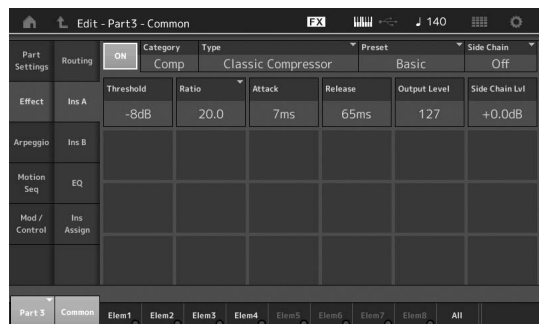 Edit - Part3 - Common FX 140
Part Settings
Routing
ON
Category
Comp
Type
Classic Compressor
Preset
Basic
Side Chain
Off
Effect
Ins A
Threshold
-8dB
Ratio
20.0
Attack
7ms
Release
65ms
Output Level
127
Side Chain Lvl
+0.0dB
Arpeggio
Ins B
Motion Seq
EQ
Mod / Control
Ins Assign
Part 3
Common
Elem1
Elem2
Elem3
Elem4
Elem5
Elem6
Elem7
Elem8
All